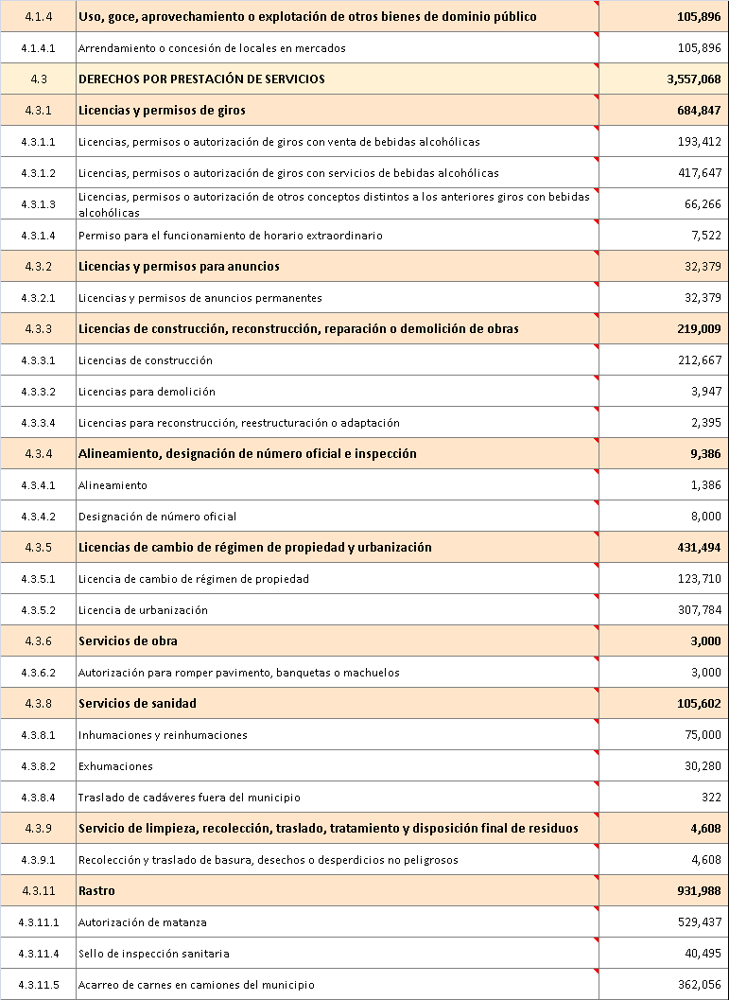 4.1.4 Uso, goce, aprovechamiento o explotación de otros bienes de dominio público 105,896
4.1.4.1 Arrendamiento o concesión de locales en mercados 105,896
4.3 DERECHOS POR PRESTACIÓN DE SERVICIOS 3,557,068
4.3.1 Licencias y permisos de giros 684,847
4.3.1.1 Licencias, permisos o autorización de giros con venta de bebidas alcohólicas 193,412
4.3.1.2 Licencias, permisos o autorización de giros con servicios de bebidas alcohólicas 417,647
4.3.1.3 Licencias, permisos o autorización de otros conceptos distintos a los anteriores giros con bebidas
alcohólicas 66,266
4.3.1.4 Permiso para el funcionamiento de horario extraordinario 7,522
4.3.2 Licencias y permisos para anuncios 32,379
4.3.2.1 Licencias y permisos de anuncios permanentes 32,379
4.3.3 Licencias de construcción, reconstrucción, reparación o demolición de obras 219,009
4.3.3.1 Licencias de construcción 212,667
4.3.3.2 Licencias para demolición 3,947
4.3.3.4 Licencias para reconstrucción, reestructuración o adaptación 2,395
4.3.4 Alineamiento, designación de número oficial e inspección 9,386
4.3.4.1 Alineamiento 1,386
4.3.4.2 Designación de número oficial 8,000
4.3.5 Licencias de cambio de régimen de propiedad y urbanización 431,494
4.3.5.1 Licencia de cambio de régimen de propiedad 123,710
4.3.5.2 Licencia de urbanización 307,784
4.3.6 Servicios de obra 3,000
4.3.6.2 Autorización para romper pavimento, banquetas o machuelos 3,000
4.3.8 Servicios de sanidad 105,602
4.3.8.1 Inhumaciones y reinhumaciones 75,000
4.3.8.2 Exhumaciones 30,280
4.3.8.4 Traslado de cadáveres fuera del municipio 322
4.3.9 Servicio de limpieza, recolección, traslado, tratamiento y disposición final de residuos 4,608
4.3.9.1 Recolección y traslado de basura, desechos o desperdicios no peligrosos 4,608
4.3.11 Rastro 931,988
4.3.11.1 Autorización de matanza 529,437
4.3.11.4 Sello de inspección sanitaria 40,495
4.3.11.5 Acarreo de carnes en camiones del municipio 362,056